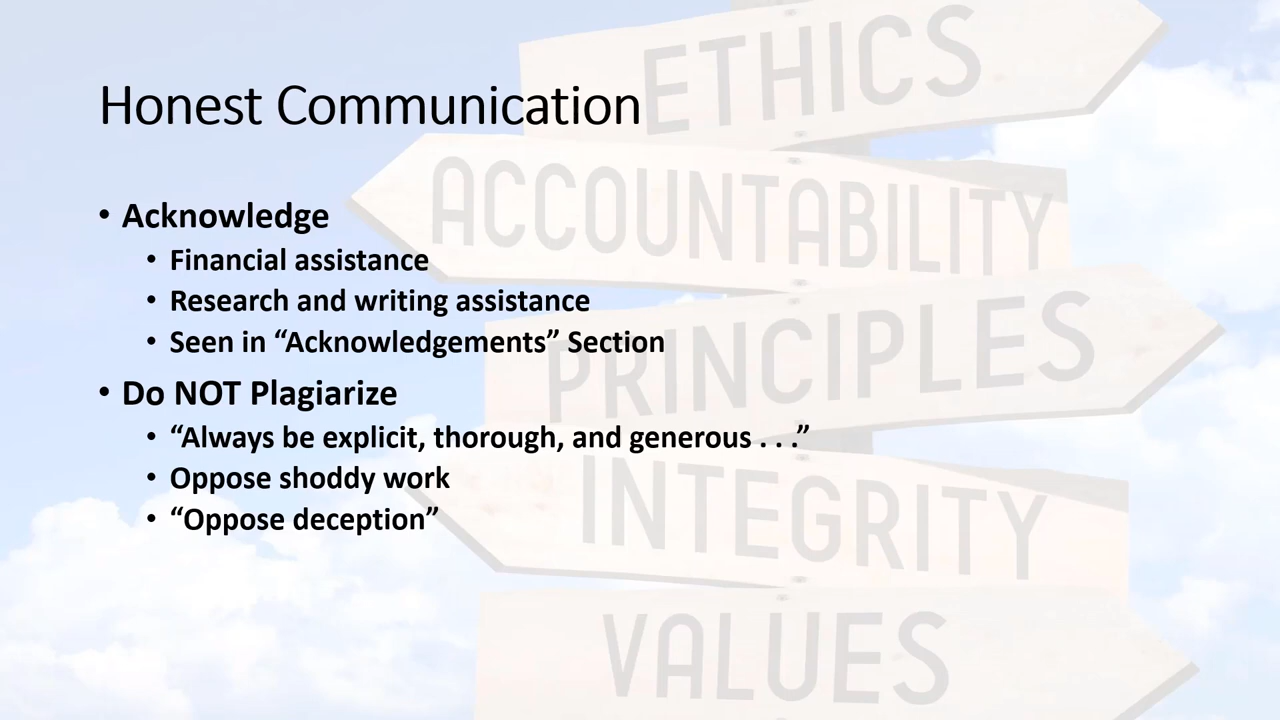 Honest Communication
• Acknowledge
• Financial assistance
• Research and writing assistance
• Seen in “Acknowledgements” Section
• Do NOT Plagiarize
• “Always be explicit, thorough, and generous . . .”
• Oppose shoddy work
• “Oppose deception”
ETHICS
ACCOUNTABILITY
PRINCIPLES
INTEGRITY
VALUES